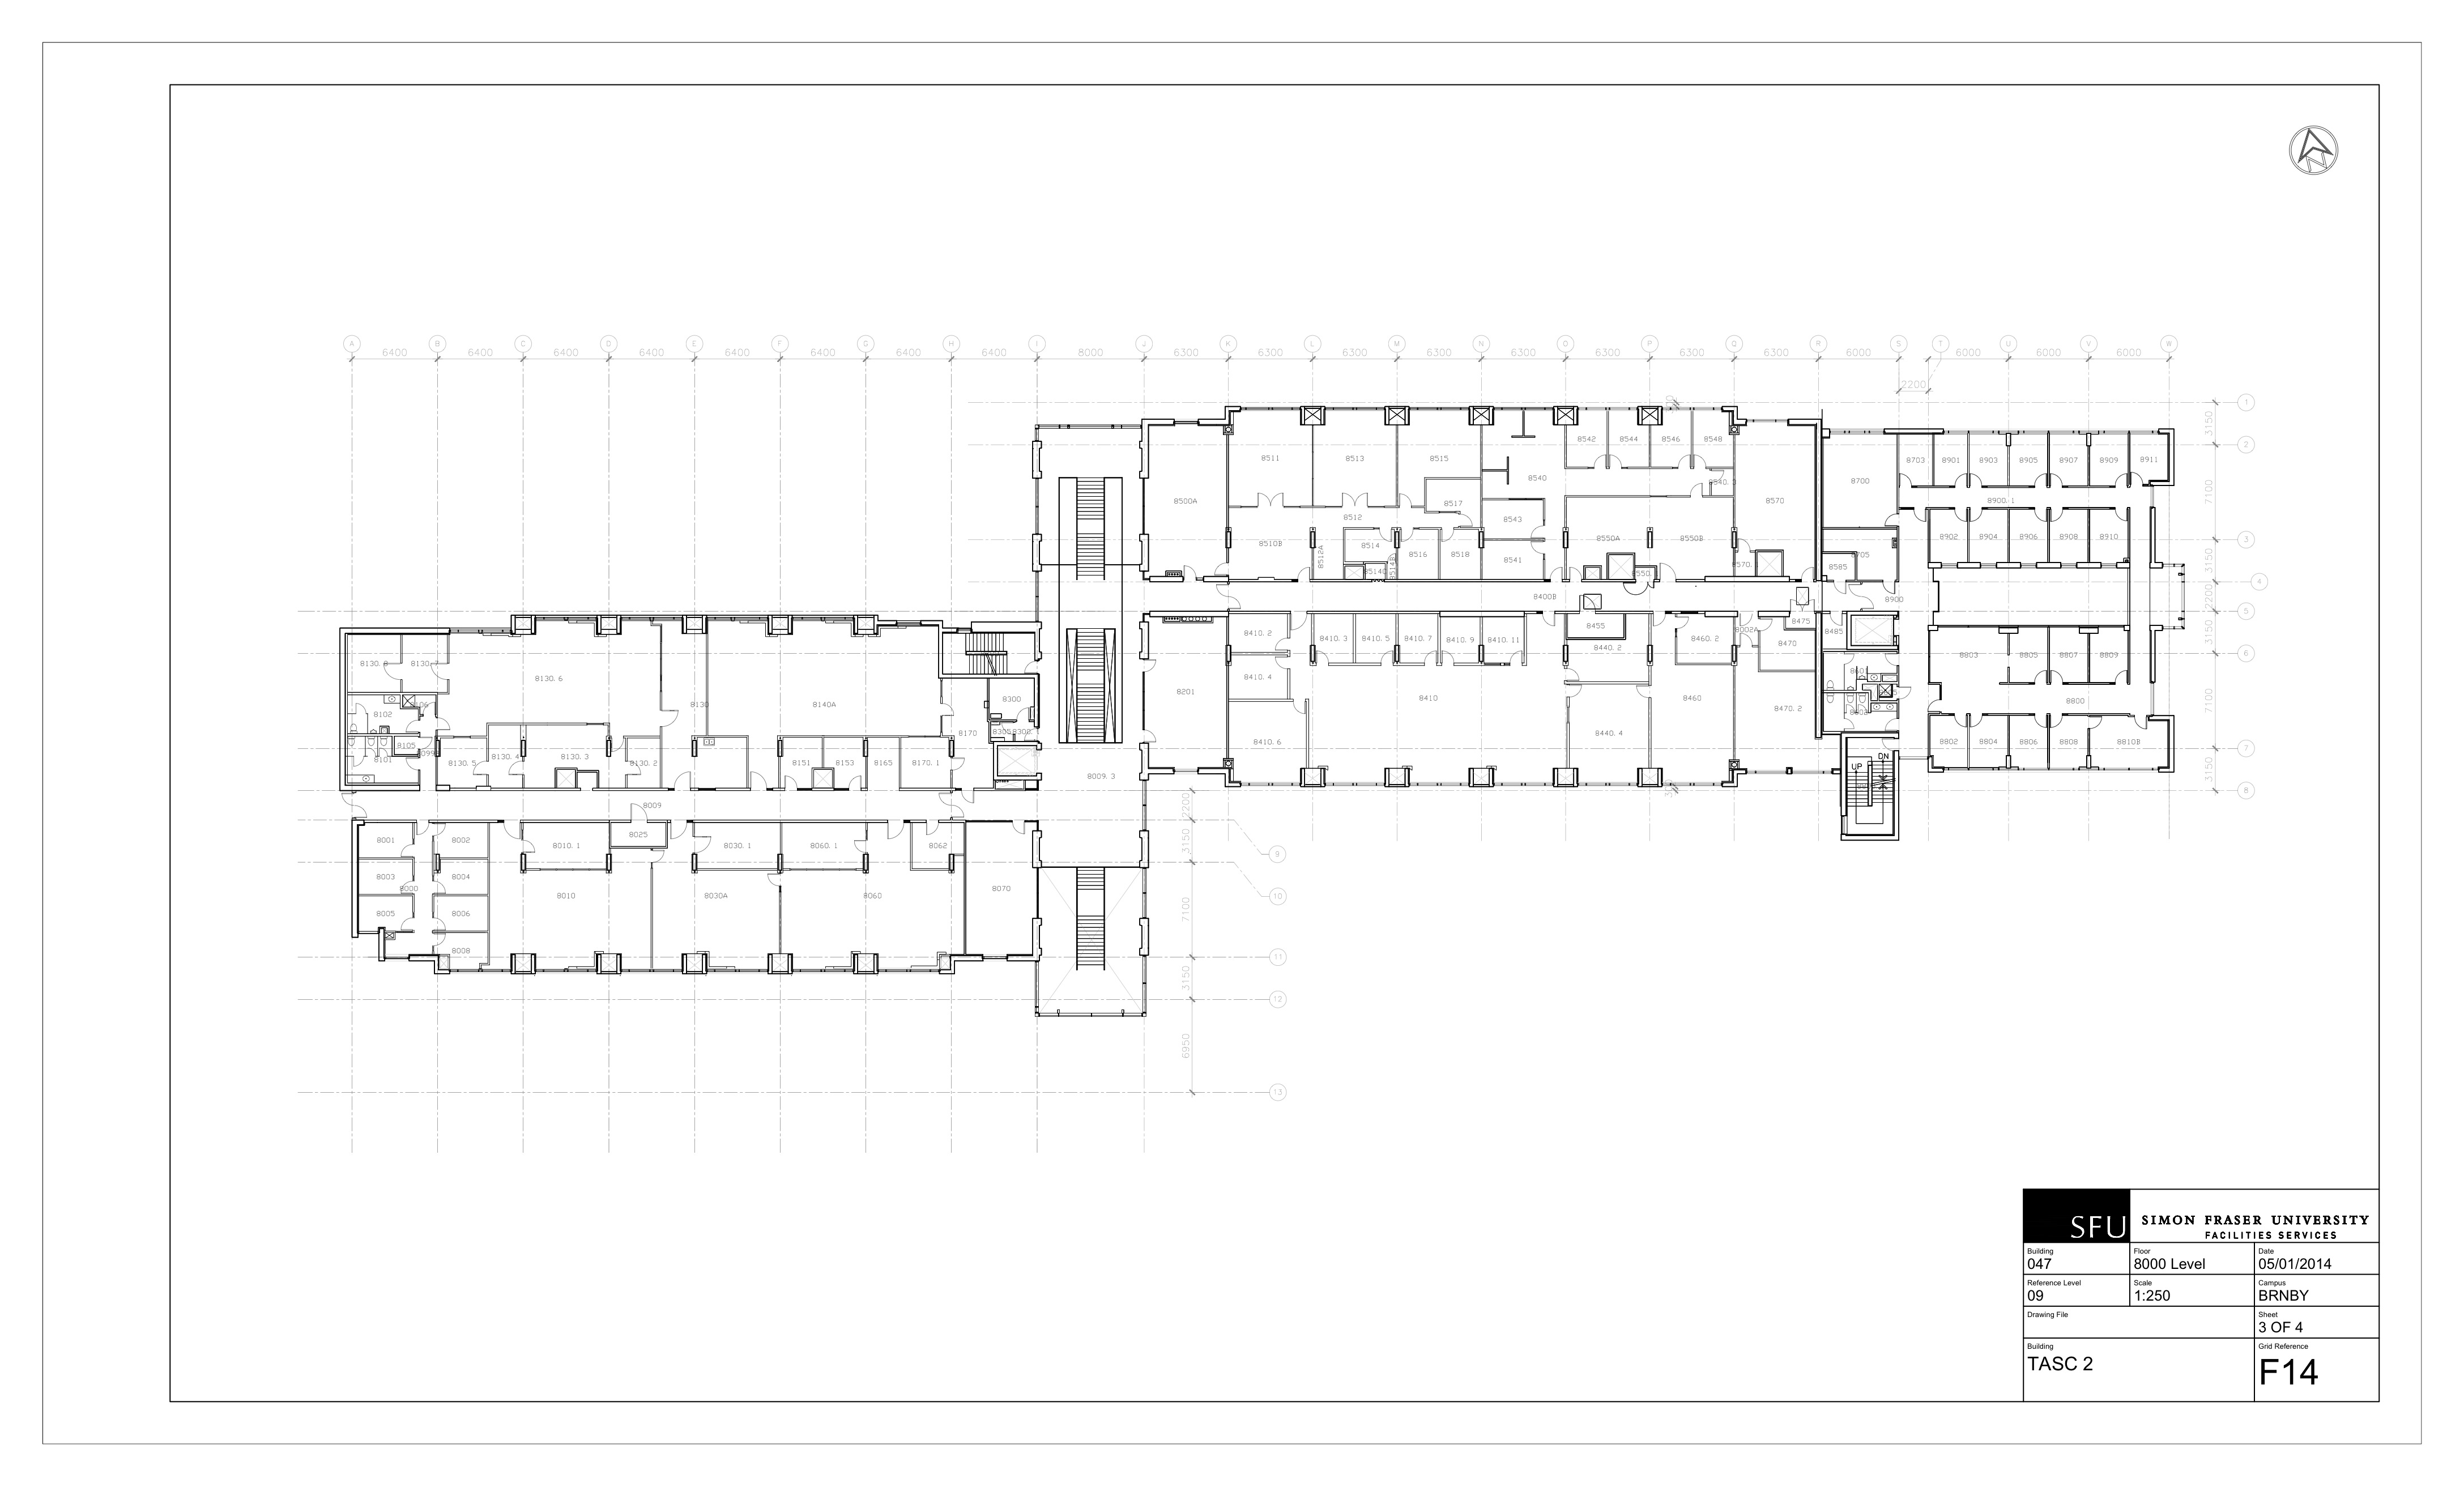 A B C D E F G H I J K L M N O P Q R S T U V W
6400 6400 6400 6400 6400 6400 6400 6400 8000 6300 6300 6300 6300 6300 6300 6300 6300 6000 6000 6000 6000
2200
1
3150
2
7100
3
3150
4
2200
5
3150
6
7100
7
3150
8
8542 8544 8546 8548
8511 8513 8515 8703 8901 8903 8905 8907 8909 8911
8540
8500A 8517 8570 8700 8900.1
8512 8543
8510B 8512A 8514 8516 8518 8550A 8550B 8902 8904 8906 8908 8910
8541 8705
8514C 8514B 8550. 8570. 8585
8400B 8900
8410.2 8410.3 8410.5 8410.7 8410.9 8410.11 8455 8460.2 8002A 8475 8485
8440.2 8470
8130.8 8130.7 8803 8805 8807 8809
8130.6 8410.4 8601
8201 8410 8460
8106 8130 8140A 8300 8470.2 8800
8102
8440.4
8105 8170 8305 8300.
8101 8410.6 8802 8804 8806 8808 8810B
8130.5 8130.4 8130.3 8130.2 8151 8153 8165 8170.1
UP DN
8009.3
8009
2200
8025
8001 8002 8010.1 8030.1 8060.1 8062
3150
9
8003 8004
8000 8010 8030A 8060 8070
10
8005 8006
7100
8008
11
3150
12
6950
13
SFU
SIMON FRASER UNIVERSITY
FACILITIES SERVICES
Building Floor Date
047 8000 Level 05/01/2014
Reference Level Scale Campus
09 1:250 BRNBY
Drawing File Sheet
3 OF 4
Building Grid Reference
TASC 2 F14